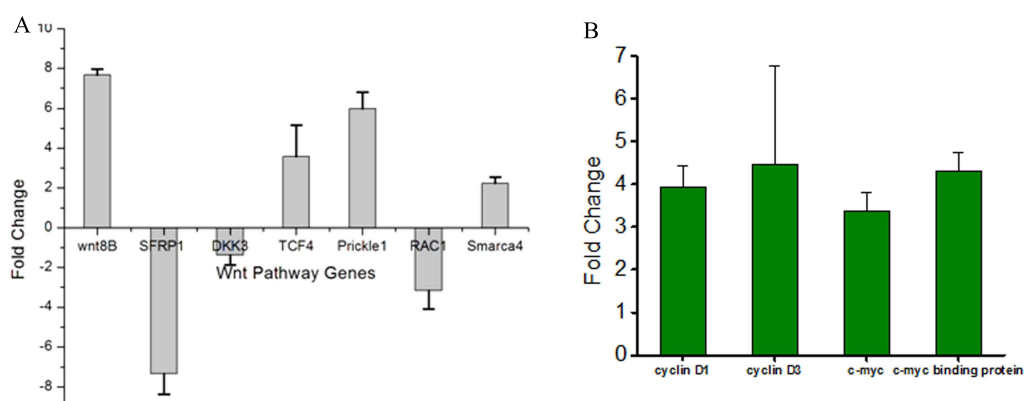 A
10
8
6
4
2
0
-2
-4
-6
-8
Fold Change
wnt8B SFRP1 DKK3 TCF4 Prickle1 RAC1 Smarca4
Wnt Pathway Genes
B
7
6
5
4
3
2
1
0
Fold Change
cyclin D1 cyclin D3 c-myc c-myc binding protein